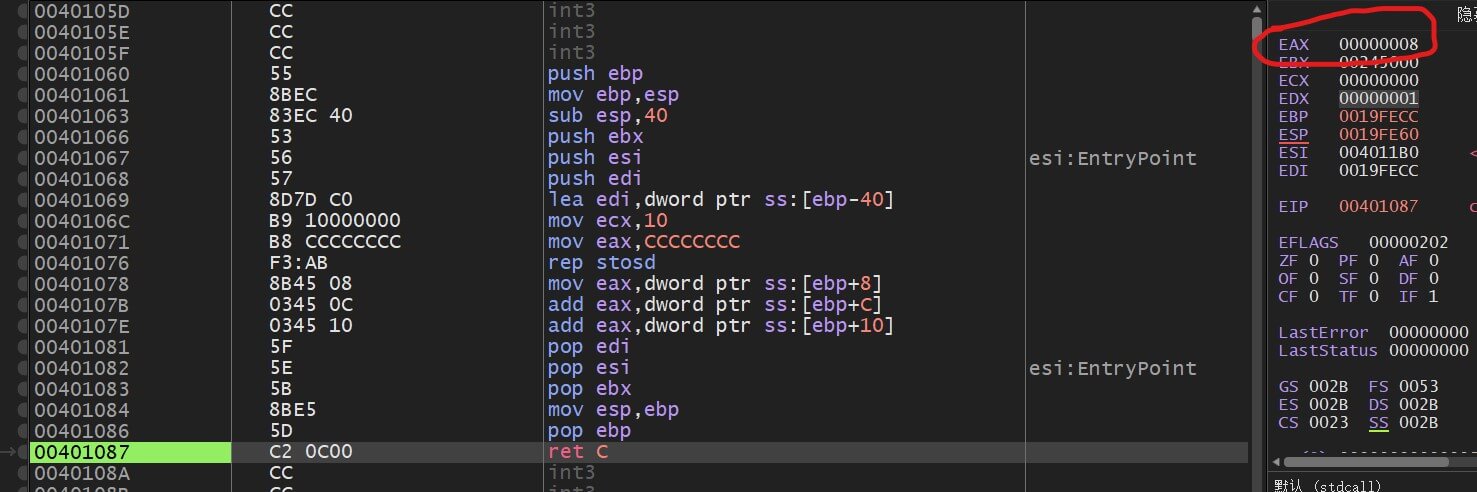 0040105D CC int3
0040105E CC int3
0040105F CC int3
00401060 55 push ebp
00401061 8BEC mov ebp,esp
00401063 83EC 40 sub esp,40
00401066 53 push ebx
00401067 56 push esi esi:EntryPoint
00401068 57 push edi
00401069 8D7D C0 lea edi,dword ptr ss:[ebp-40]
0040106C B9 10000000 mov ecx,10
00401071 B8 CCCCCCCC mov eax,CCCCCCCC
00401076 F3:AB rep stosd
00401078 8B45 08 mov eax,dword ptr ss:[ebp+8]
0040107B 0345 0C add eax,dword ptr ss:[ebp+C]
0040107E 0345 10 add eax,dword ptr ss:[ebp+10]
00401081 5F pop edi
00401082 5E pop esi esi:EntryPoint
00401083 5B pop ebx
00401084 8BE5 mov esp,ebp
00401086 5D pop ebp
00401087 C2 0C00 ret C
0040108A CC int3
EAX 00000008
EBX 00245000
ECX 00000000
EDX 00000001
EBP 0019FECC
ESP 0019FE60
ESI 004011B0 <
EDI 0019FECC
EIP 00401087
EFLAGS 00000202
ZF 0 PF 0 AF 0
OF 0 SF 0 DF 0
CF 0 TF 0 IF 1
LastError 00000000
LastStatus 00000000
GS 002B FS 0053
ES 002B DS 002B
CS 0023 SS 002B
默认 (stdcall)